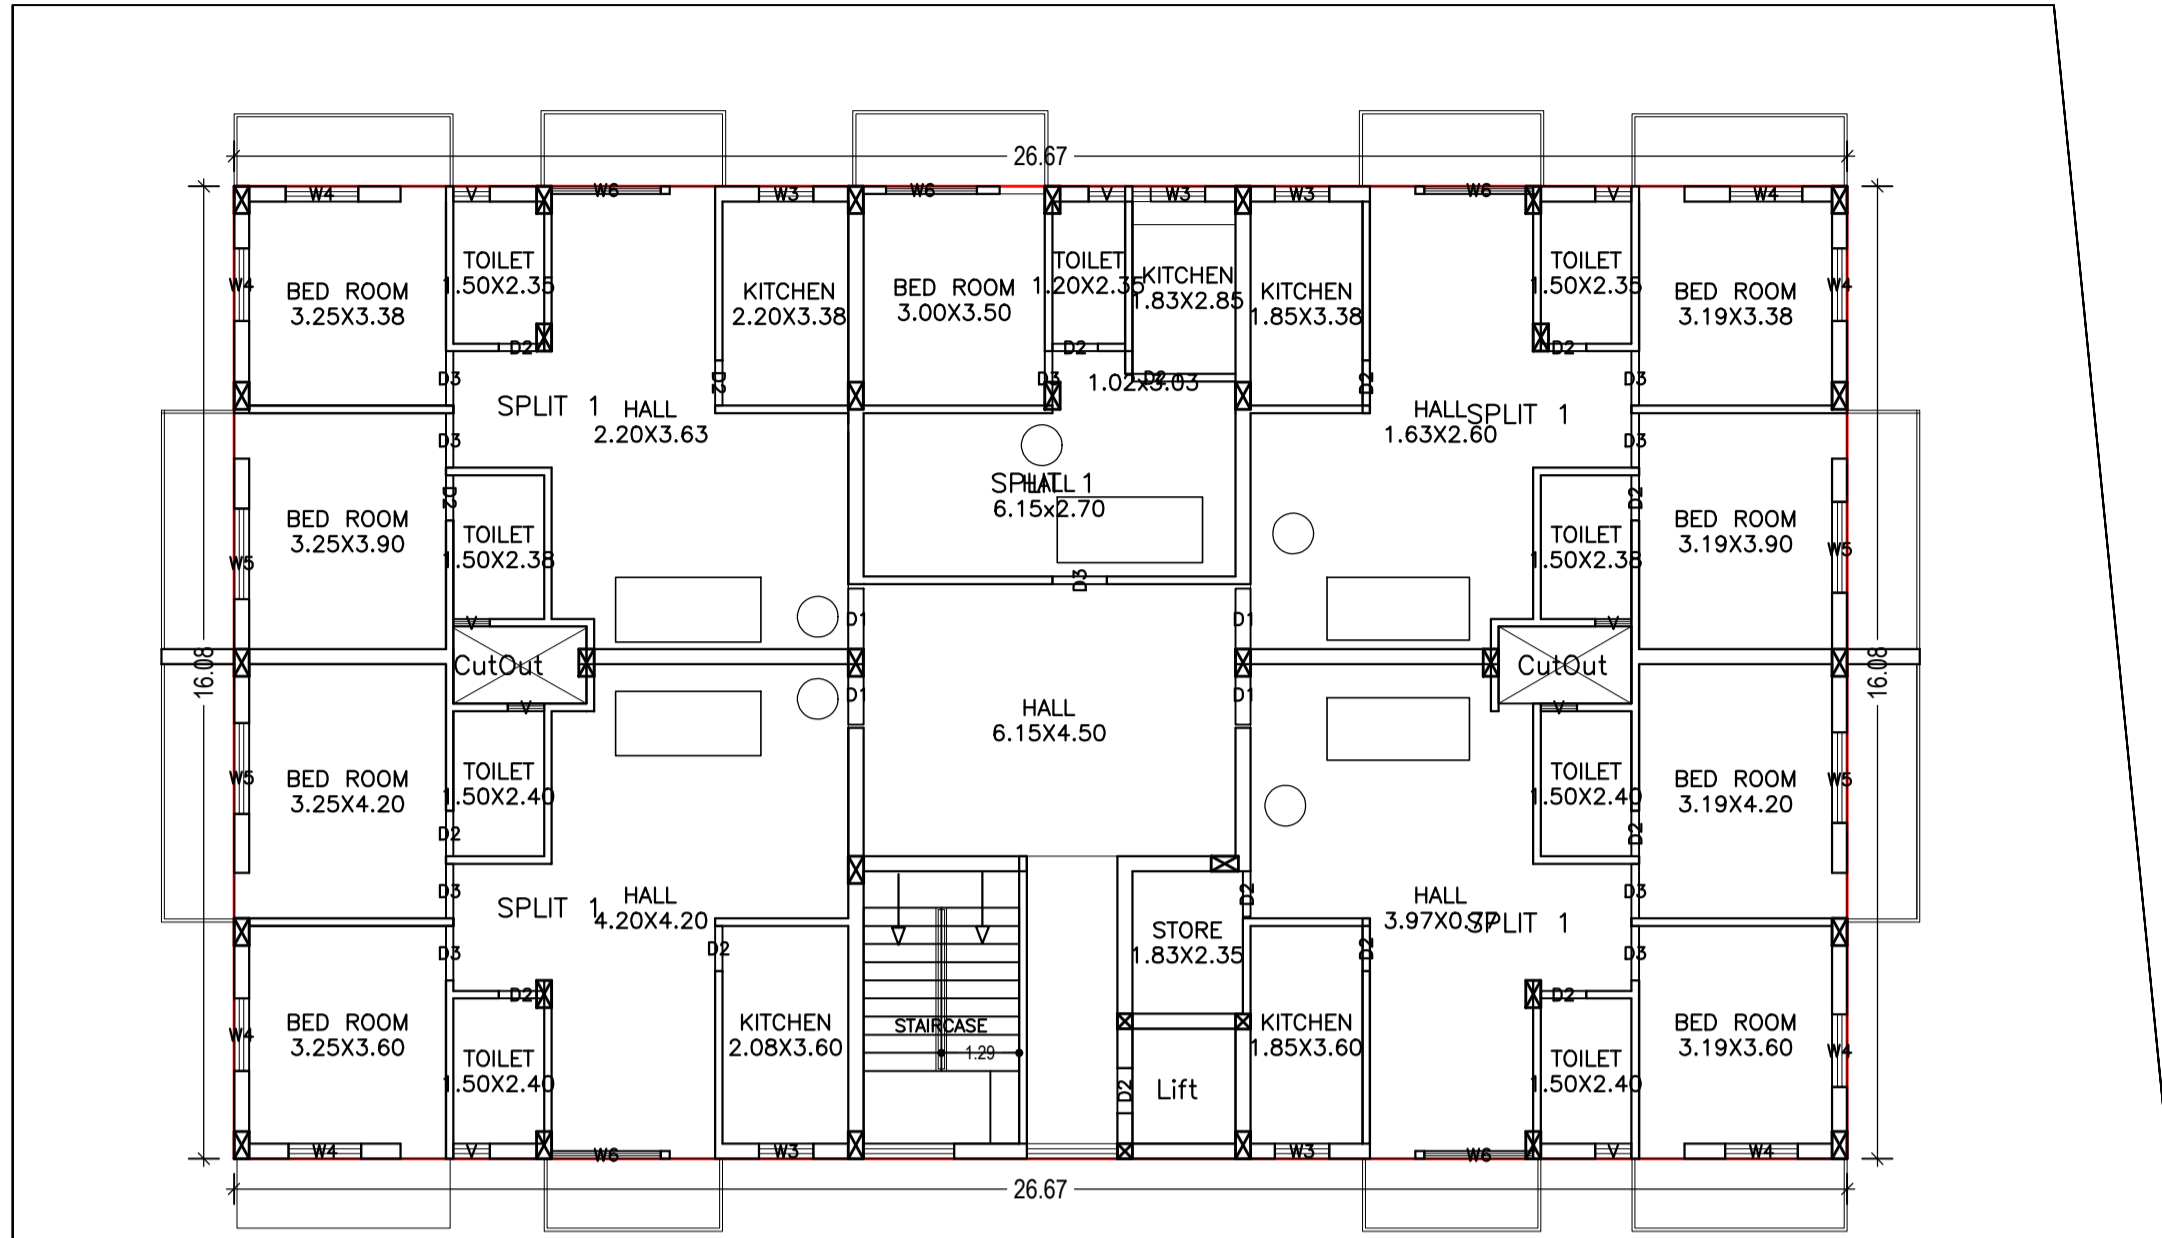 26.67
W4
V
W6
W3
W6
V
W3
W3
W6
V
W4
TOILET
1.50X2.35
TOILET
1.20X2.35
KITCHEN
1.83X2.85
TOILET
1.50X2.35
W4
BED ROOM
3.25X3.38
KITCHEN
2.20X3.38
BED ROOM
3.00X3.50
KITCHEN
1.85X3.38
BED ROOM
3.19X3.38
W4
D2
D2
D2
D3
D2
D3
D2
1.02x3.03
D2
D3
SPLIT 1
HALL
2.20X3.63
HALL
1.63X2.60
SPLIT 1
D3
D3
D2
SPLIT 1
HALL
6.15x2.70
D2
BED ROOM
3.25X3.90
TOILET
1.50X2.38
TOILET
1.50X2.38
BED ROOM
3.19X3.90
W5
D3
W5
V
D1
D1
V
16.08
CutOut
CutOut
16.08
V
D1
D1
V
HALL
6.15X4.50
W5
BED ROOM
3.25X4.20
TOILET
1.50X2.40
TOILET
1.50X2.40
BED ROOM
3.19X4.20
W5
D2
D2
D3
D2
D3
SPLIT 1
HALL
4.20X4.20
HALL
3.97X0.77
SPLIT 1
D3
D2
STORE
1.83X2.35
D2
D3
D2
D2
W4
BED ROOM
3.25X3.60
KITCHEN
2.08X3.60
STAIRCASE
1.29
KITCHEN
1.85X3.60
BED ROOM
3.19X3.60
W4
TOILET
1.50X2.40
D2
Lift
TOILET
1.50X2.40
W4
V
W6
W3
W3
W6
V
W4
26.67